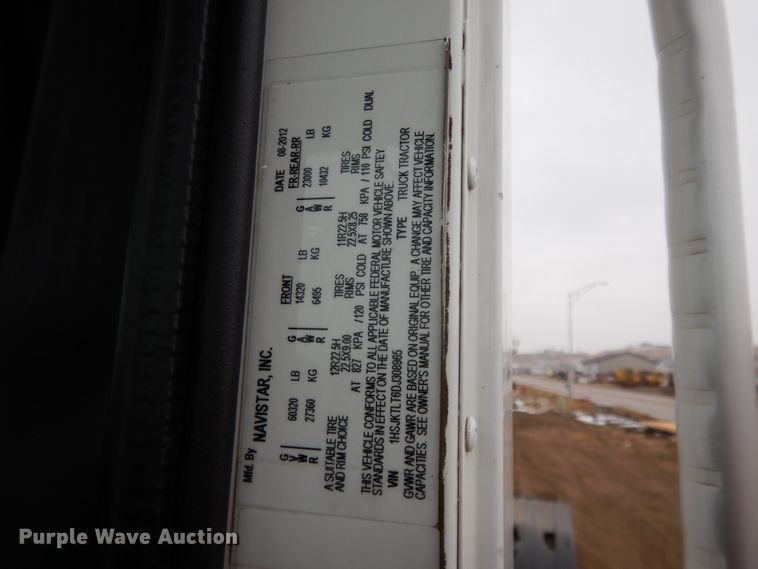 Mfd. By NAVISTAR, INC. DATE 08-2012
FRONT FR-REAR-RR
GVWR 60320 LB 27360 KG GAWR 14320 LB 6495 KG GAWR 23000 LB 10432 KG
A SUITABLE TIRE 12R22.5H TIRES 11R22.5H TIRES
AND RIM CHOICE 22.5X9.00 RIMS 22.5X8.25 RIMS
AT 827 KPA /120 PSI COLD AT 758 KPA / 110 PSI COLD DUAL
THIS VEHICLE CONFORMS TO ALL APPLICABLE FEDERAL MOTOR VEHICLE SAFTEY
STANDARDS IN EFFECT ON THE DATE OF MANUFACTURE SHOWN ABOVE.
VIN 1HSJKTLT6DJ308965 TYPE TRUCK TRACTOR
GVWR AND GAWR ARE BASED ON ORIGINAL EQUIP. A CHANGE MAY AFFECT VEHICLE
CAPACITIES. SEE OWNER'S MANUAL FOR OTHER TIRE AND CAPACITY INFORMATION.
Purple Wave Auction